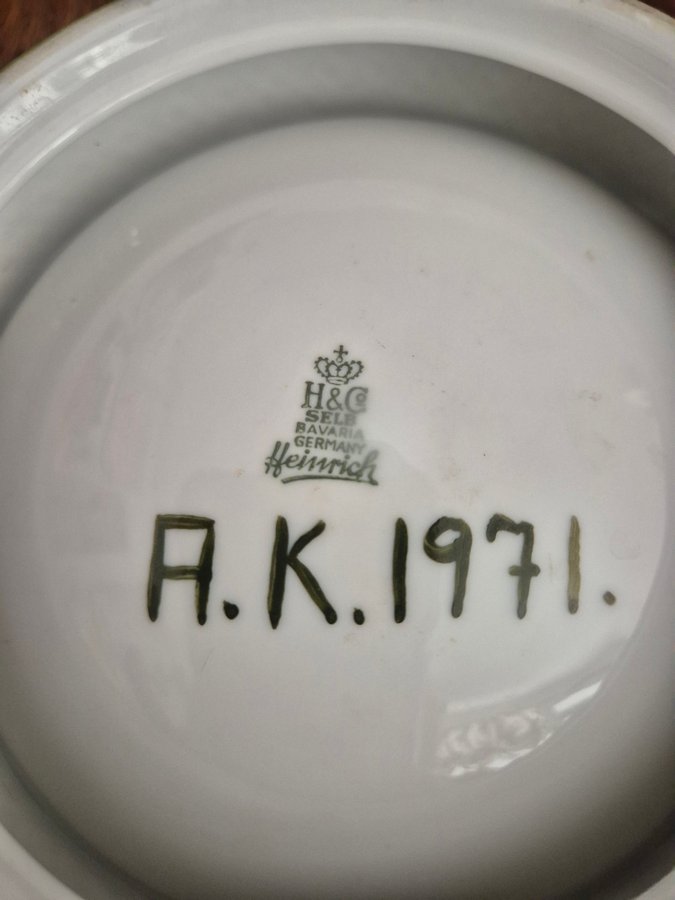 H&Co
SELB
BAVARIA
GERMANY
Heinrich
A.K.1971.